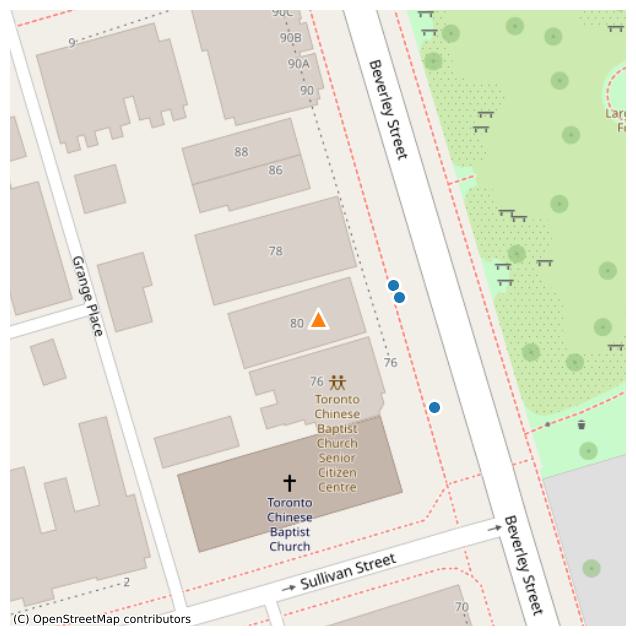 90C
90B
90A
90
9
Beverley Street
88
86
78
80
76
76
Toronto
Chinese
Baptist
Church
Senior
Citizen
Centre
Toronto
Chinese
Baptist
Church
Grange Place
Sullivan Street
Beverley Street
2
70
(C) OpenStreetMap contributors